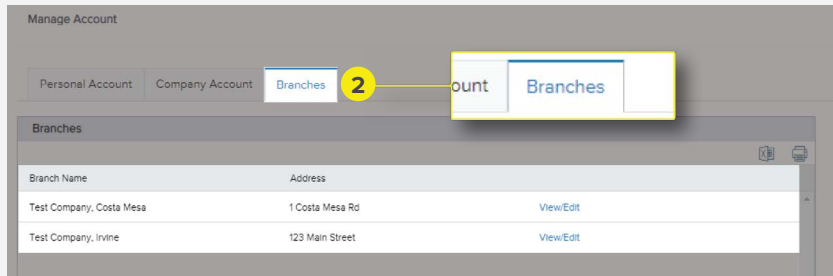 Manage Account
Personal Account Company Account Branches 2 ount Branches
Branches
Branch Name Address
Test Company, Costa Mesa 1 Costa Mesa Rd View/Edit
Test Company, Irvine 123 Main Street View/Edit